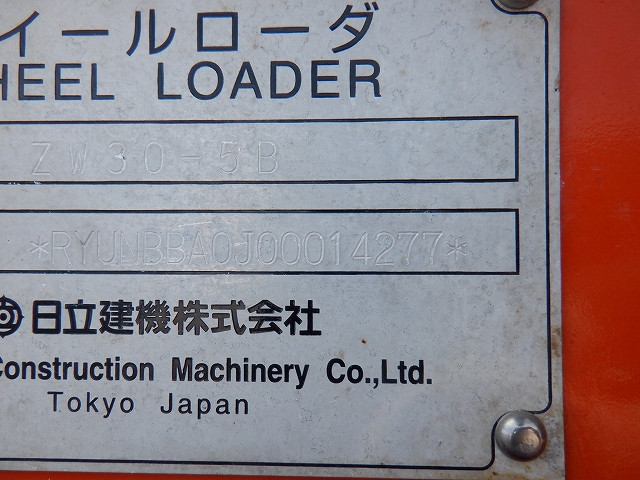 イールローダ
HEEL LOADER
ZW30-5B
*RYUNBBA0J00014277*
日立建機株式会社
Construction Machinery Co.,Ltd.
Tokyo Japan